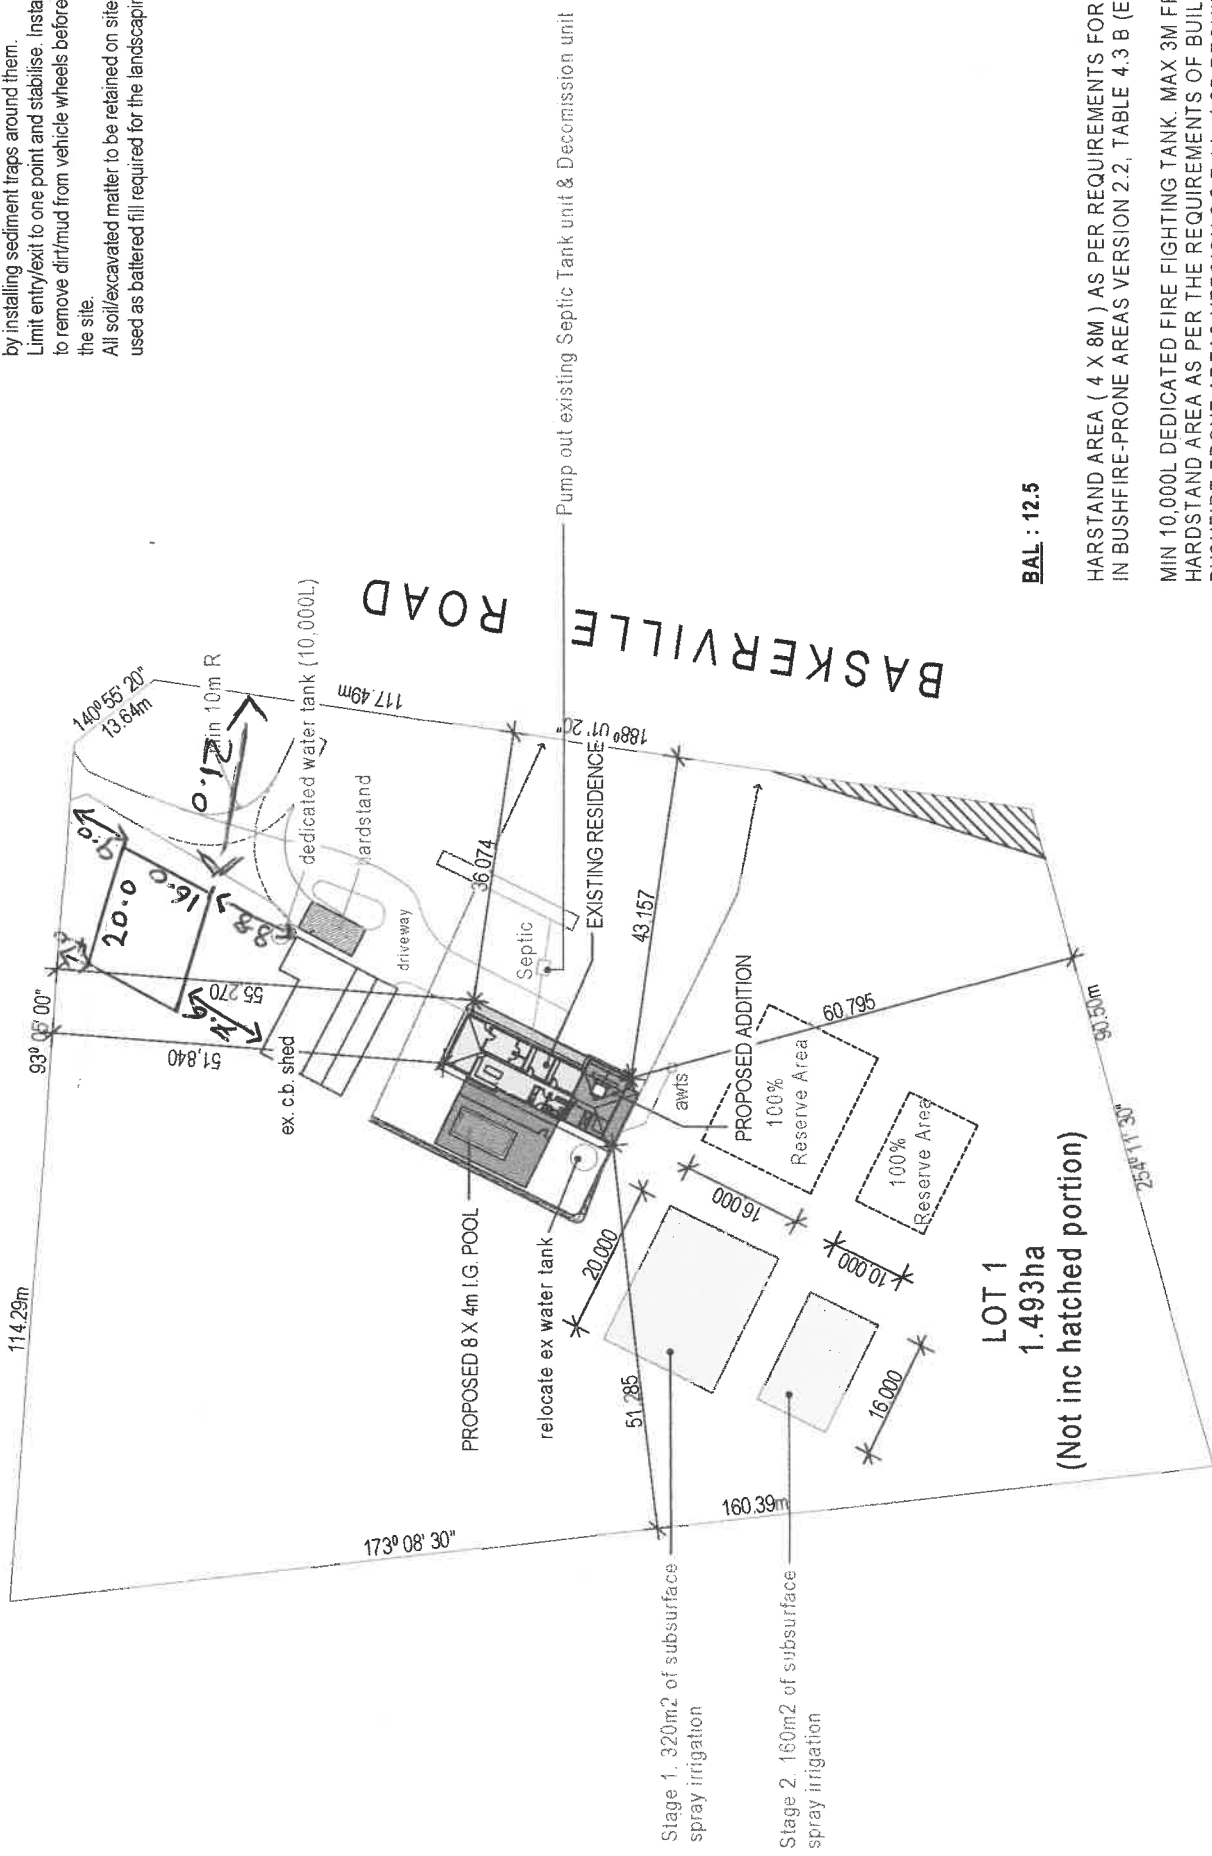 by installing sediment traps around them.
Limit entry/exit to one point and stabilise.
to remove dirt/mud from vehicle wheels before
the site.
All soil/excavated matter to be retained on site
used as battered fill required for the
Pump out existing Septic Tank unit & Decomission unit
BASKERVILLE ROAD
140° 55' 20"
13.64m
10m R
21.0
dedicated water tank (10,000L)
117.49m
188° 01' 20"
hardstand
9.0
16.0
20.0
8.8
7.6
93° 05' 00"
55,270
51,840
114.29m
ex. c.b. shed
driveway
Septic
36,074
EXISTING RESIDENCE
43,157
PROPOSED ADDITION
60,795
awts
100%
Reserve Area
100%
Reserve Area
90.50m
254° 11' 30"
PROPOSED 8 X 4m I.G. POOL
relocate ex water tank
20,000
16,000
10,000
16,000
51,285
160.39m
173° 08' 30"
LOT 1
1.493ha
(Not inc hatched portion)
Stage 1. 320m2 of subsurface
spray irrigation
Stage 2. 160m2 of subsurface
spray irrigation
BAL : 12.5
HARSTAND AREA ( 4 X 8M ) AS PER REQUIREMENTS FOR
IN BUSHFIRE-PRONE AREAS VERSION 2.2, TABLE 4.3 B (E
MIN 10,000L DEDICATED FIRE FIGHTING TANK. MAX 3M
HARDSTAND AREA AS PER THE REQUIREMENTS OF